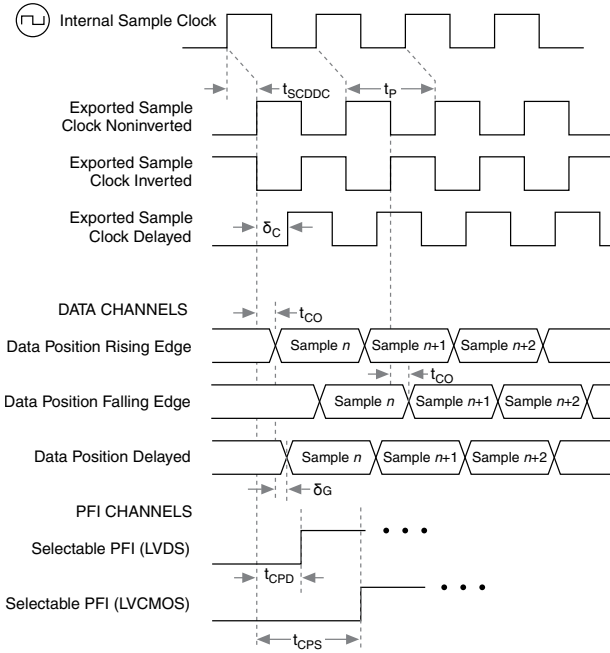 Internal Sample Clock
tSCDDC
tP
Exported Sample
Clock Noninverted
Exported Sample
Clock Inverted
Exported Sample
Clock Delayed
δC
DATA CHANNELS
tCO
Data Position Rising Edge
Sample n
Sample n+1
Sample n+2
tCO
Data Position Falling Edge
Sample n
Sample n+1
Sample n+2
Data Position Delayed
Sample n
Sample n+1
Sample n+2
δG
PFI CHANNELS
Selectable PFI (LVDS)
tCPD
Selectable PFI (LVCMOS)
tCPS